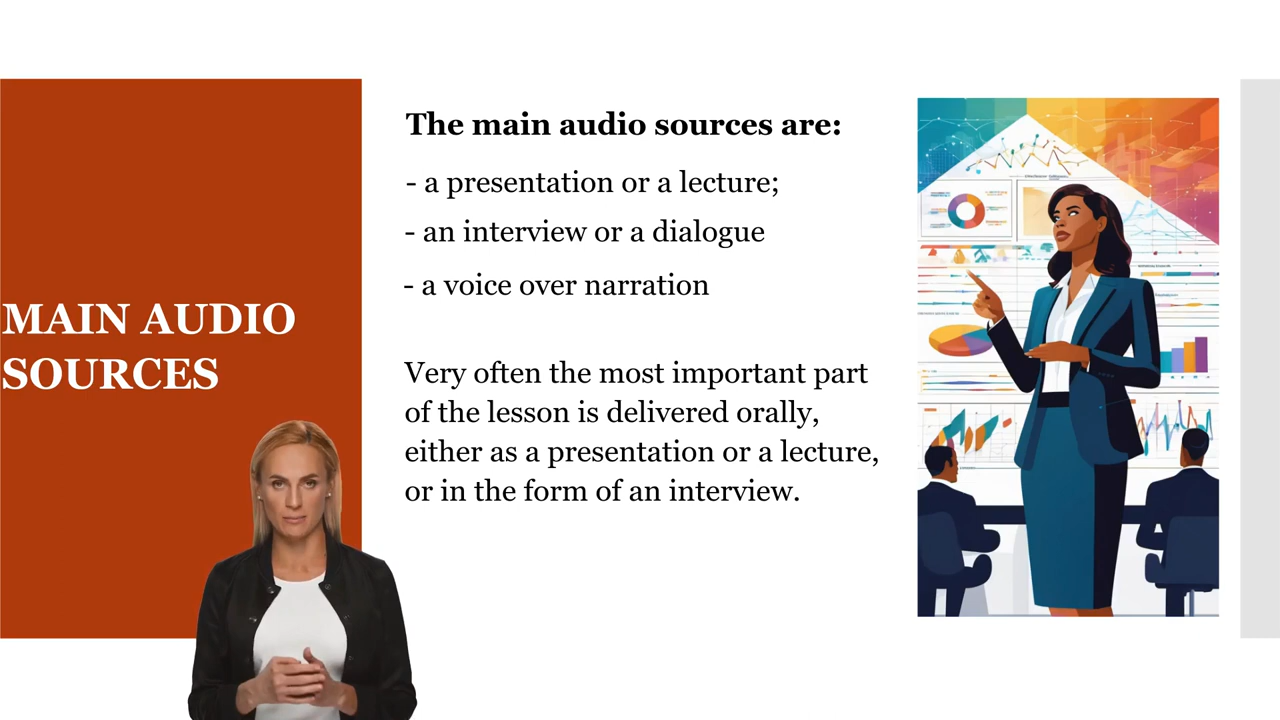 MAIN AUDIO
SOURCES
The main audio sources are:
- a presentation or a lecture;
- an interview or a dialogue
- a voice over narration
Very often the most important part
of the lesson is delivered orally,
either as a presentation or a lecture,
or in the form of an interview.